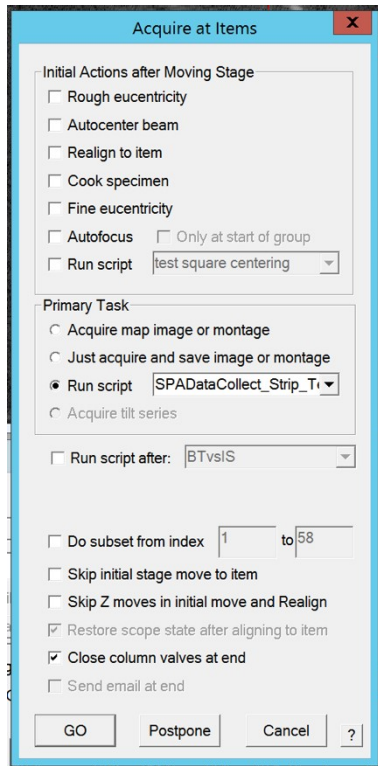 Acquire at Items
x
Initial Actions after Moving Stage
Rough eucentricity
Autocenter beam
Realign to item
Cook specimen
Fine eucentricity
Autofocus Only at start of group
Run script test square centering
Primary Task
Acquire map image or montage
Just acquire and save image or montage
Run script SPADataCollect_Strip_T
Acquire tilt series
Run script after: BTvsIS
Do subset from index 1 to 58
Skip initial stage move to item
Skip Z moves in initial move and Realign
Restore scope state after aligning to item
Close column valves at end
Send email at end
GO Postpone Cancel ?